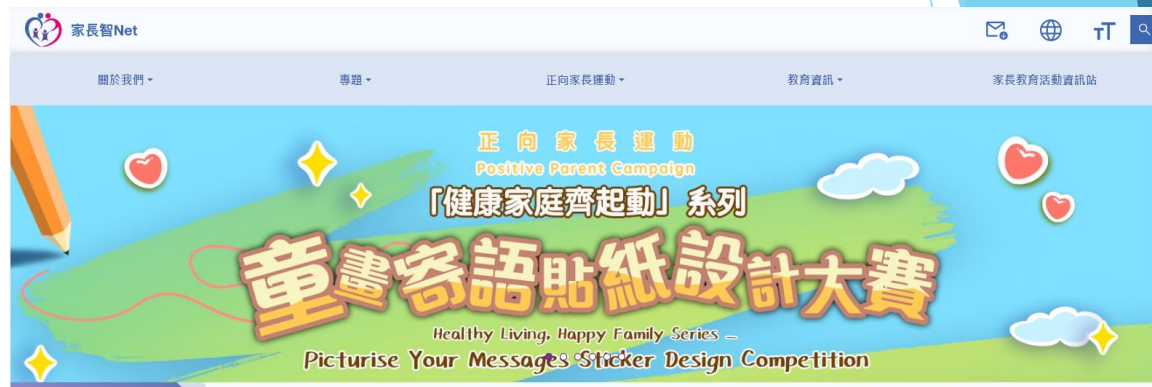 家長智Net
關於我們
專題
正向家長運動
教育資訊
家長教育活動資訊站
正向家長運動
Positive Parent Campaign
「健康家庭齊起動」系列
童畫寄語貼紙設計大賽
Healthy Living, Happy Family Series –
Picturise Your Messages Sticker Design Competition